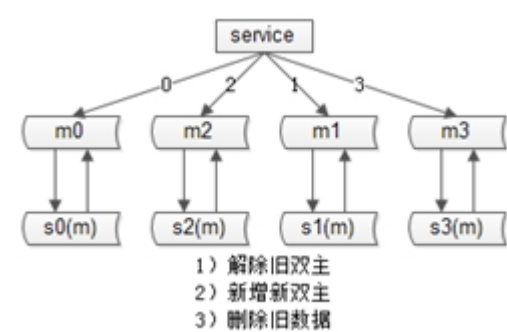 service
0 2 1 3
m0 m2 m1 m3
s0(m) s2(m) s1(m) s3(m)
1）解除旧双主
2）新增新双主
3）删除旧数据